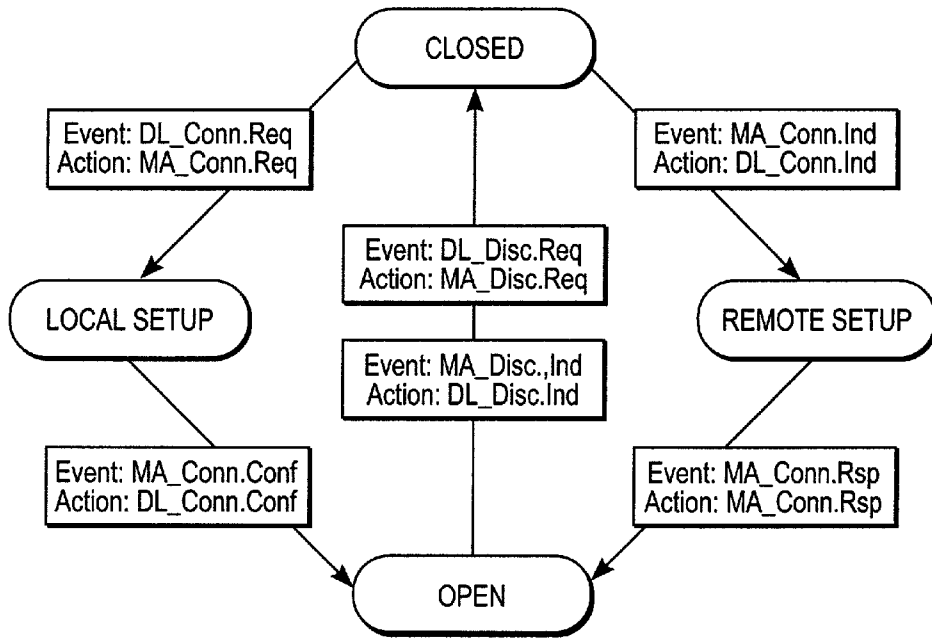 CLOSED
Event: DL_Conn.Req
Action: MA_Conn.Req
Event: MA_Conn.Ind
Action: DL_Conn.Ind
Event: DL_Disc.Req
Action: MA_Disc.Req
LOCAL SETUP
REMOTE SETUP
Event: MA_Disc.,Ind
Action: DL_Disc.Ind
Event: MA_Conn.Conf
Action: DL_Conn.Conf
Event: MA_Conn.Rsp
Action: MA_Conn.Rsp
OPEN